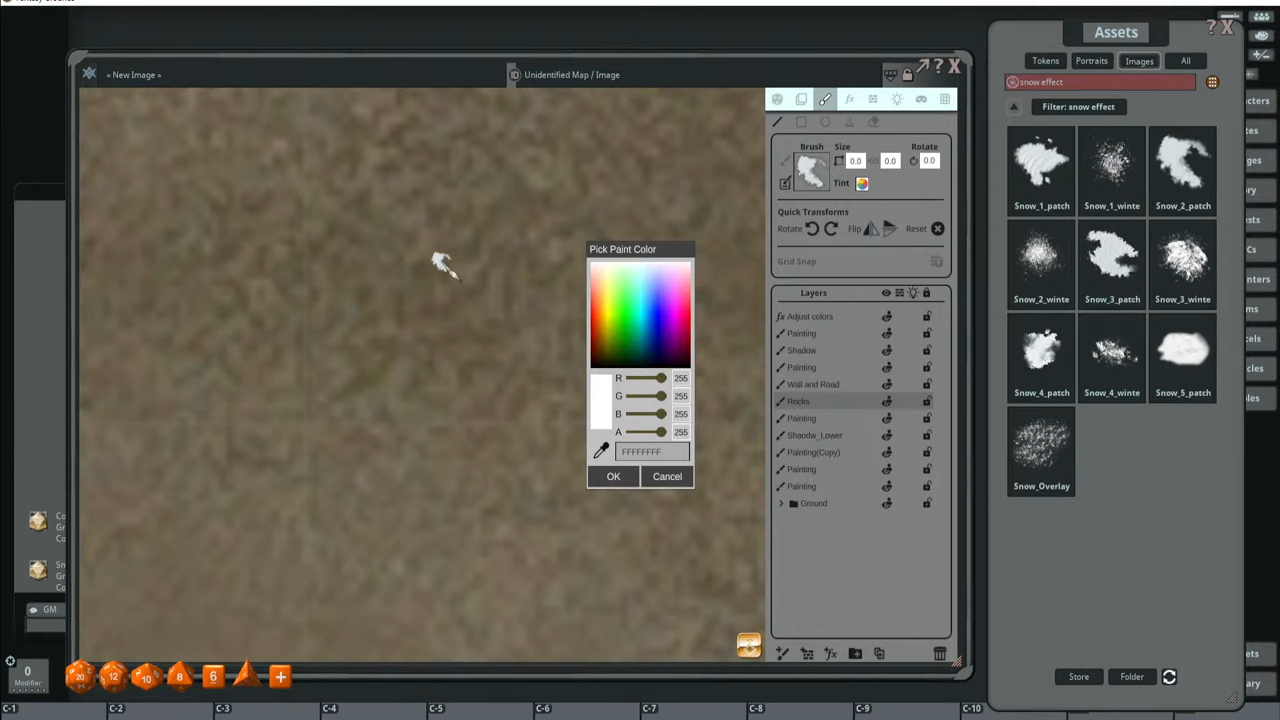 Assets
Tokens
Portraits
Images
All
snow effect
Filter: snow effect
Snow_1_patch
Snow_1_winte
Snow_2_patch
Snow_2_winte
Snow_3_patch
Snow_3_winte
Snow_4_patch
Snow_4_winte
Snow_5_patch
Snow_Overlay
Store
Folder
« New Image »
ID
Unidentified Map / Image
Brush
Size
Rotate
0.0
0.0
0.0
Tint
Quick Transforms
Rotate
Flip
Reset
Grid Snap
Layers
fx Adjust colors
Painting
Shadow
Painting
Wall and Road
Rocks
Painting
Shaodw_Lower
Painting(Copy)
Painting
Painting
Ground
Pick Paint Color
R
255
G
255
B
255
A
255
FFFFFFFF
OK
Cancel
GM
0
Modifier
20
12
10
8
6
C-1
C-2
C-3
C-4
C-5
C-6
C-7
C-8
C-9
C-10